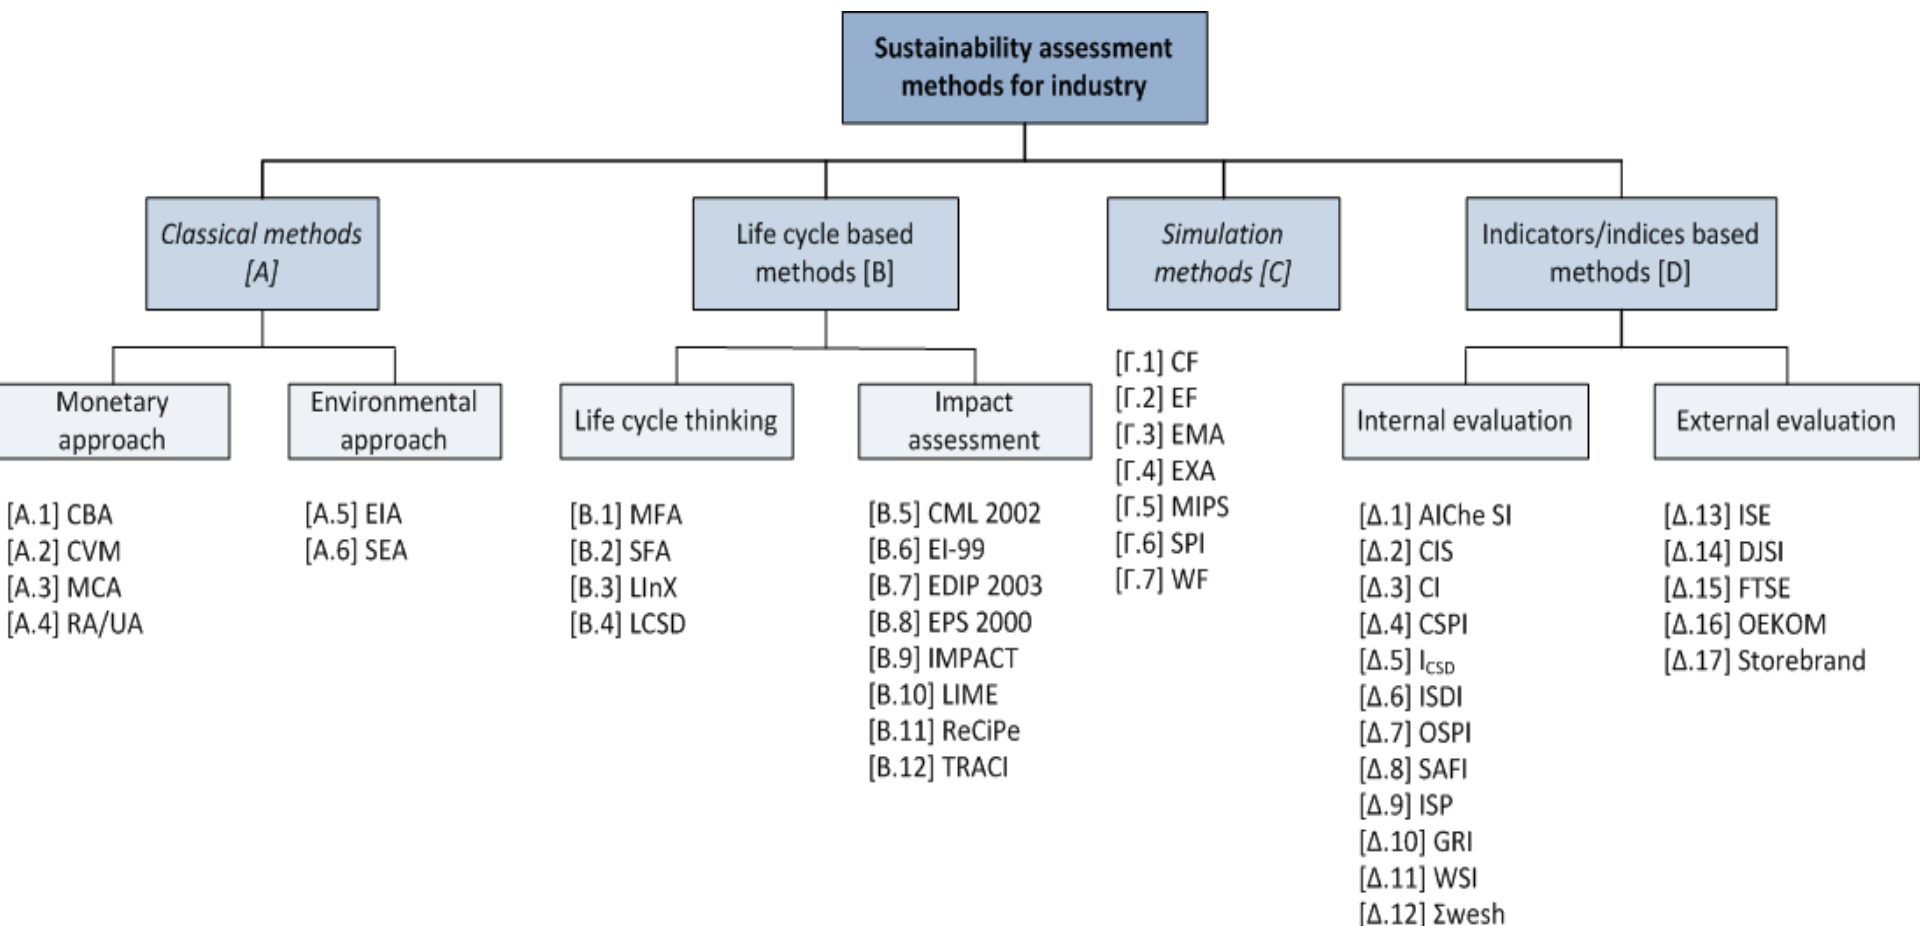 Sustainability assessment
methods for industry
Classical methods
[A]
Life cycle based
methods [B]
Simulation
methods [C]
Indicators/indices based
methods [D]
Monetary
approach
Environmental
approach
Life cycle thinking
Impact
assessment
Internal evaluation
External evaluation
[A.1] CBA
[A.2] CVM
[A.3] MCA
[A.4] RA/UA
[A.5] EIA
[A.6] SEA
[B.1] MFA
[B.2] SFA
[B.3] LInX
[B.4] LCSD
[B.5] CML 2002
[B.6] EI-99
[B.7] EDIP 2003
[B.8] EPS 2000
[B.9] IMPACT
[B.10] LIME
[B.11] ReCiPe
[B.12] TRACI
[Γ.1] CF
[Γ.2] EF
[Γ.3] EMA
[Γ.4] EXA
[Γ.5] MIPS
[Γ.6] SPI
[Γ.7] WF
[Δ.1] AIChe SI
[Δ.2] CIS
[Δ.3] CI
[Δ.4] CSPI
[Δ.5] I_CSD
[Δ.6] ISDI
[Δ.7] OSPI
[Δ.8] SAFI
[Δ.9] ISP
[Δ.10] GRI
[Δ.11] WSI
[Δ.12] Σwesh
[Δ.13] ISE
[Δ.14] DJSI
[Δ.15] FTSE
[Δ.16] OEKOM
[Δ.17] Storebrand